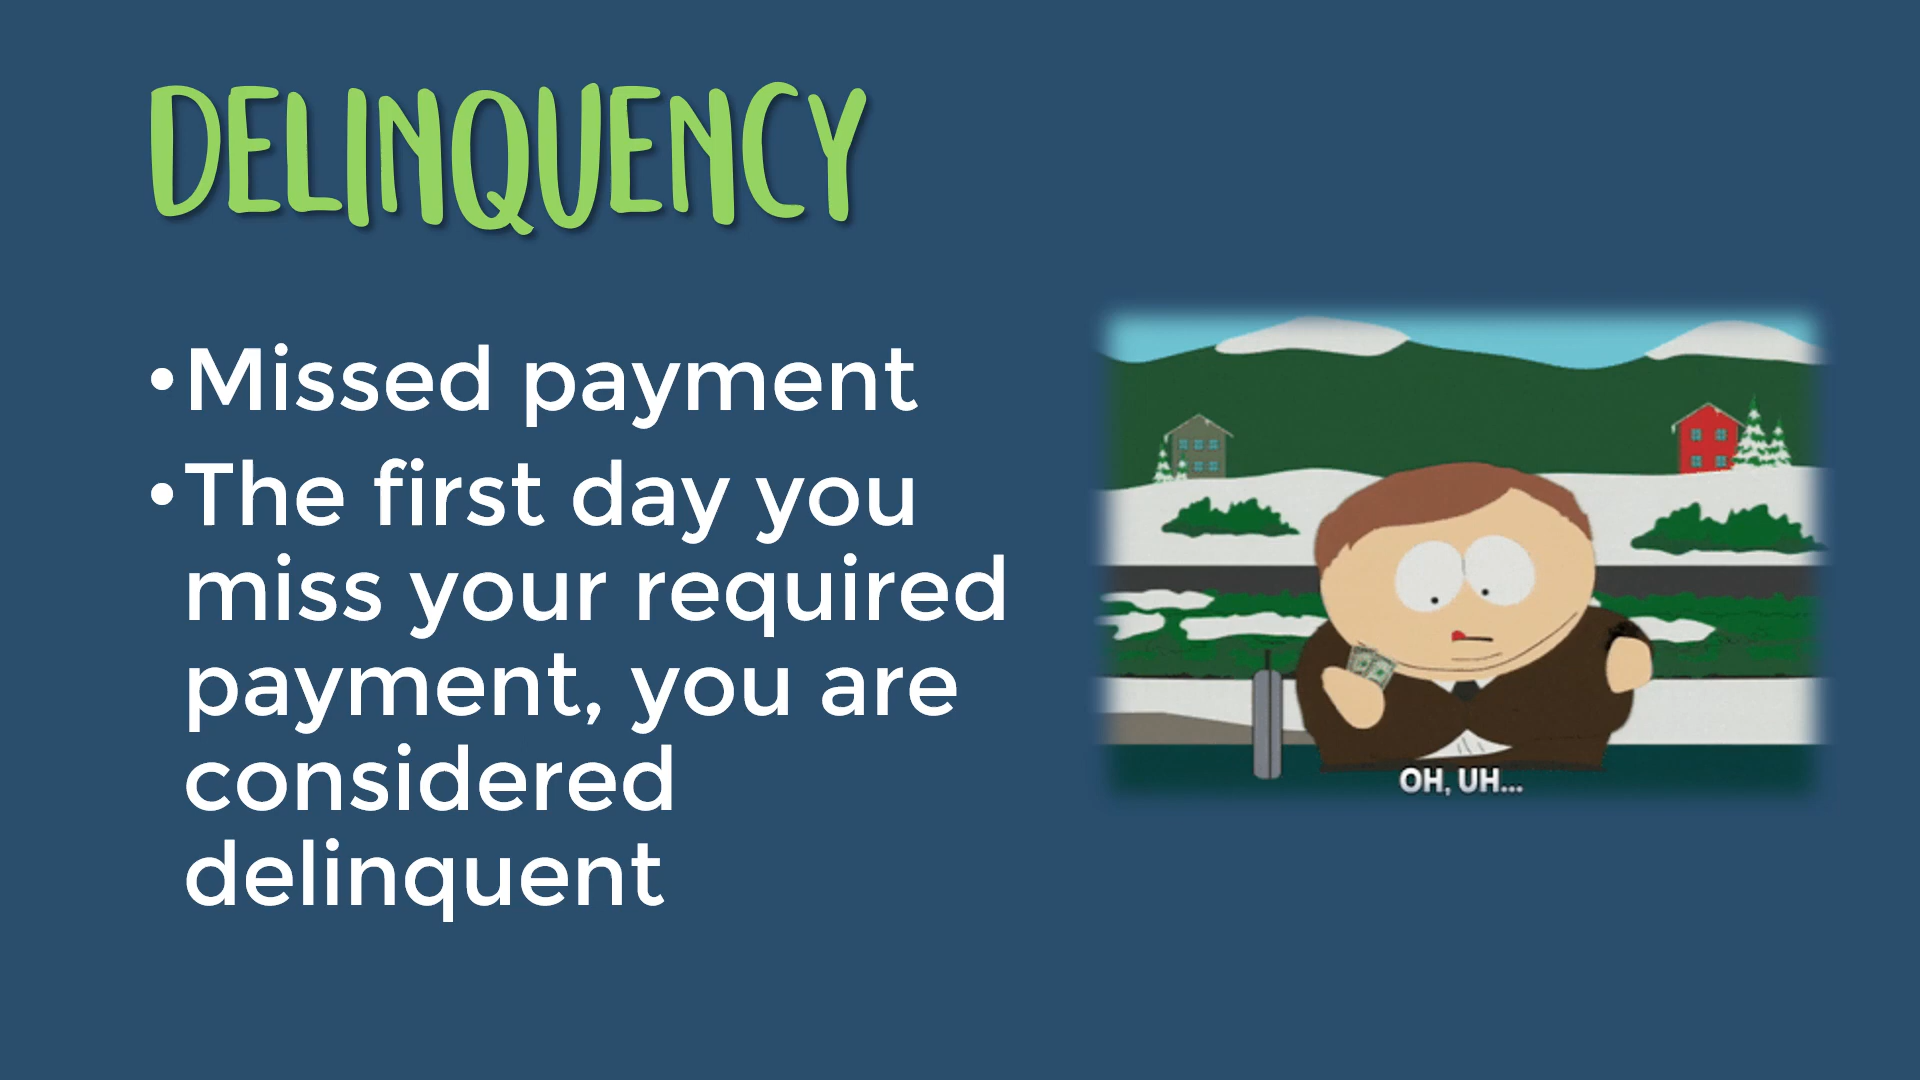 DELINQUENCY
•Missed payment
•The first day you
miss your required
payment, you are
considered
delinquent
OH, UH...